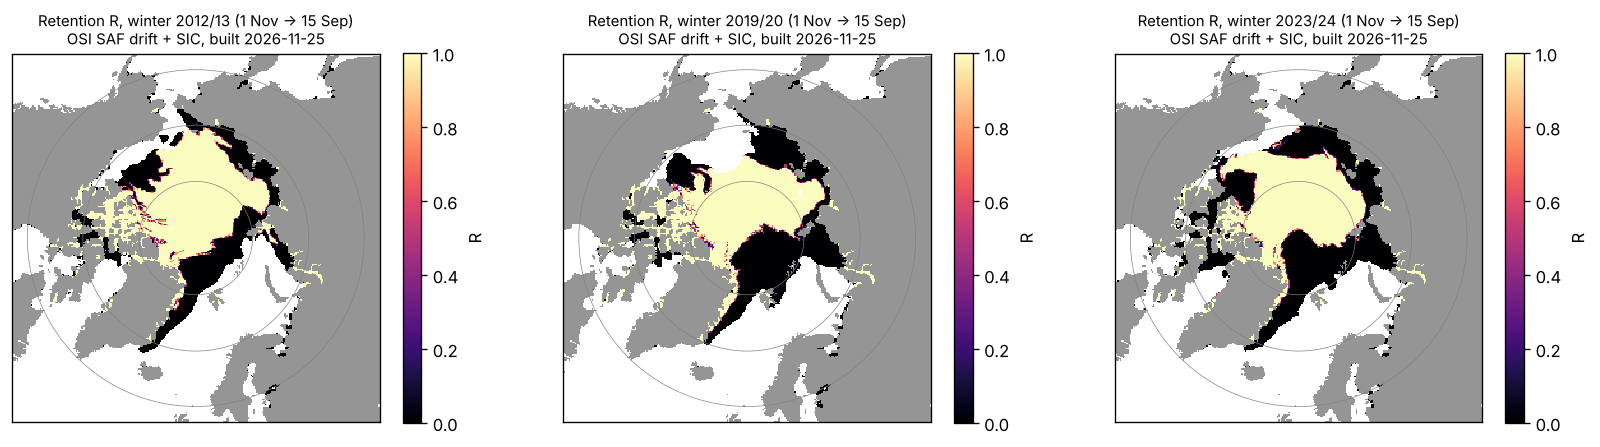 Retention R, winter 2012/13 (1 Nov → 15 Sep)
OSI SAF drift + SIC, built 2026-11-25
1.0
0.8
0.6
0.4
0.2
0.0
R
Retention R, winter 2019/20 (1 Nov → 15 Sep)
OSI SAF drift + SIC, built 2026-11-25
1.0
0.8
0.6
0.4
0.2
0.0
R
Retention R, winter 2023/24 (1 Nov → 15 Sep)
OSI SAF drift + SIC, built 2026-11-25
1.0
0.8
0.6
0.4
0.2
0.0
R